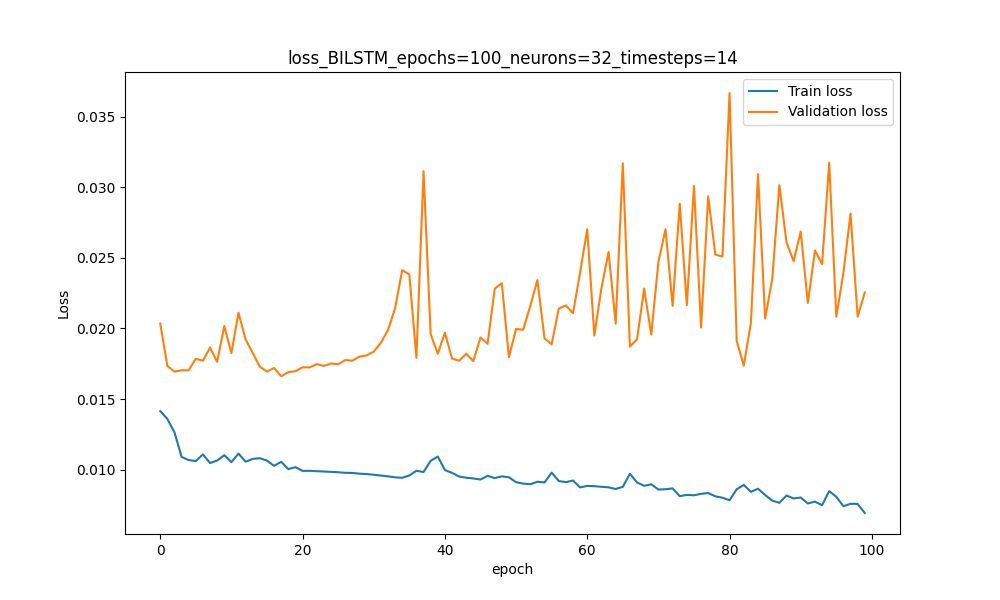 loss_BILSTM_epochs=100_neurons=32_timesteps=14
Train loss
Validation loss
0.035
0.030
0.025
0.020
0.015
0.010
Loss
0 20 40 60 80 100
epoch